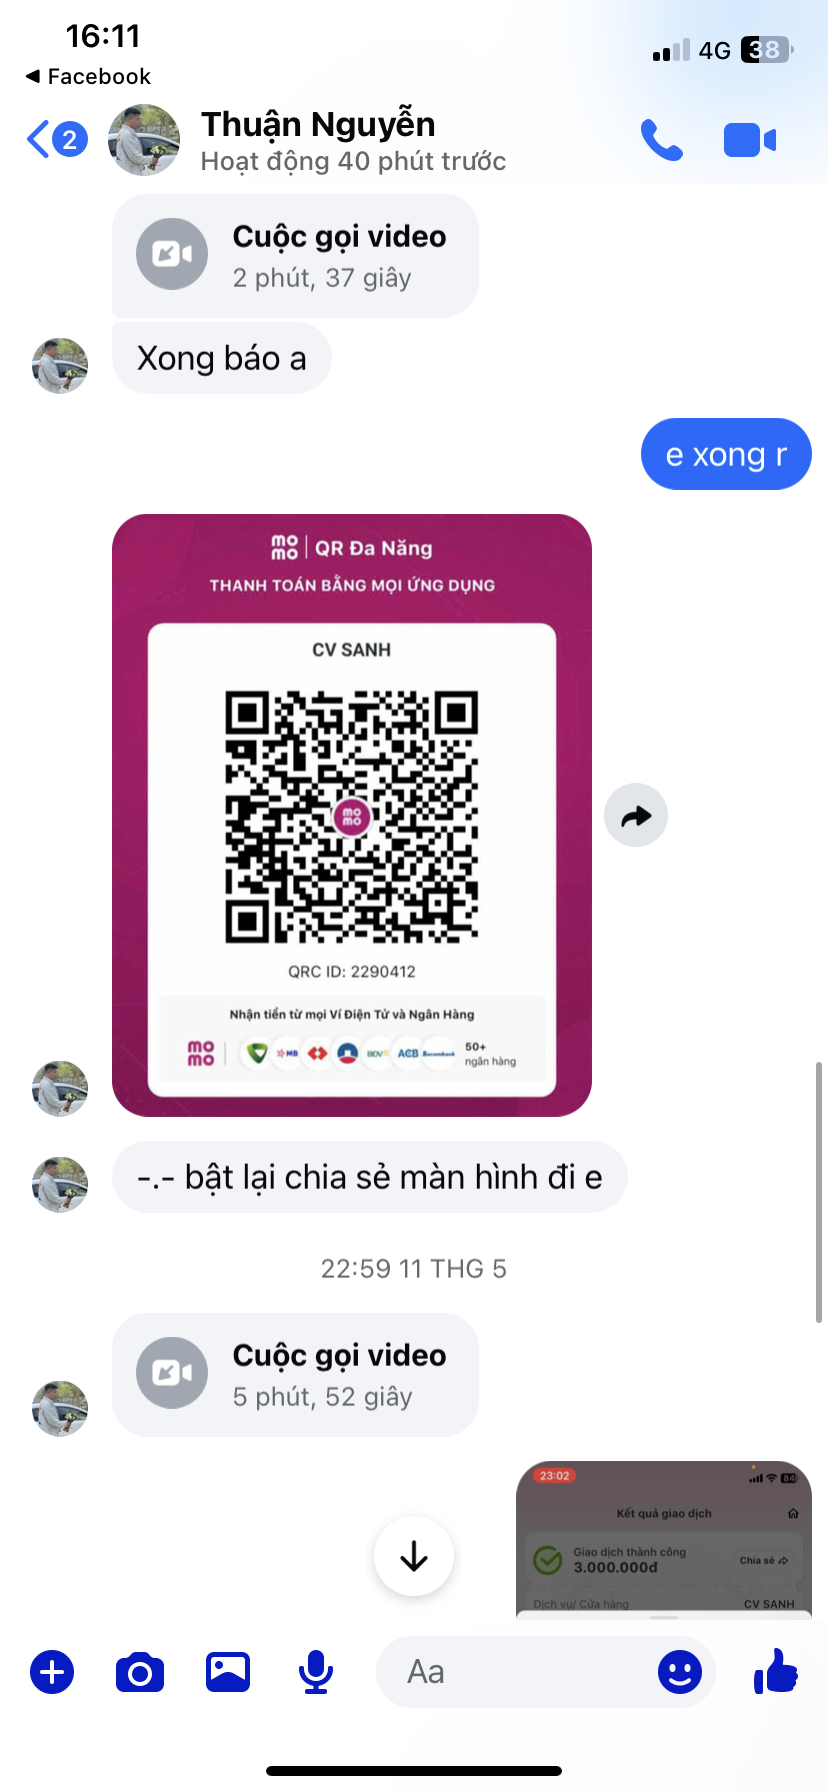 16:11
4G 38
◀ Facebook
2
Thuận Nguyễn
Hoạt động 40 phút trước
Cuộc gọi video
2 phút, 37 giây
Xong báo a
e xong r
mo mo | QR Đa Năng
THANH TOÁN BẰNG MỌI ỨNG DỤNG
CV SANH
mo mo
QRC ID: 2290412
Nhận tiền từ mọi Ví Điện Tử và Ngân Hàng
mo mo | MB BIDV ACB Sacombank 50+ ngân hàng
-.- bật lại chia sẻ màn hình đi e
22:59 11 THG 5
Cuộc gọi video
5 phút, 52 giây
23:02 84
Kết quả giao dịch
Giao dịch thành công
3.000.000đ
Chia sẻ
Dịch vụ/ Cửa hàng CV SANH
Aa